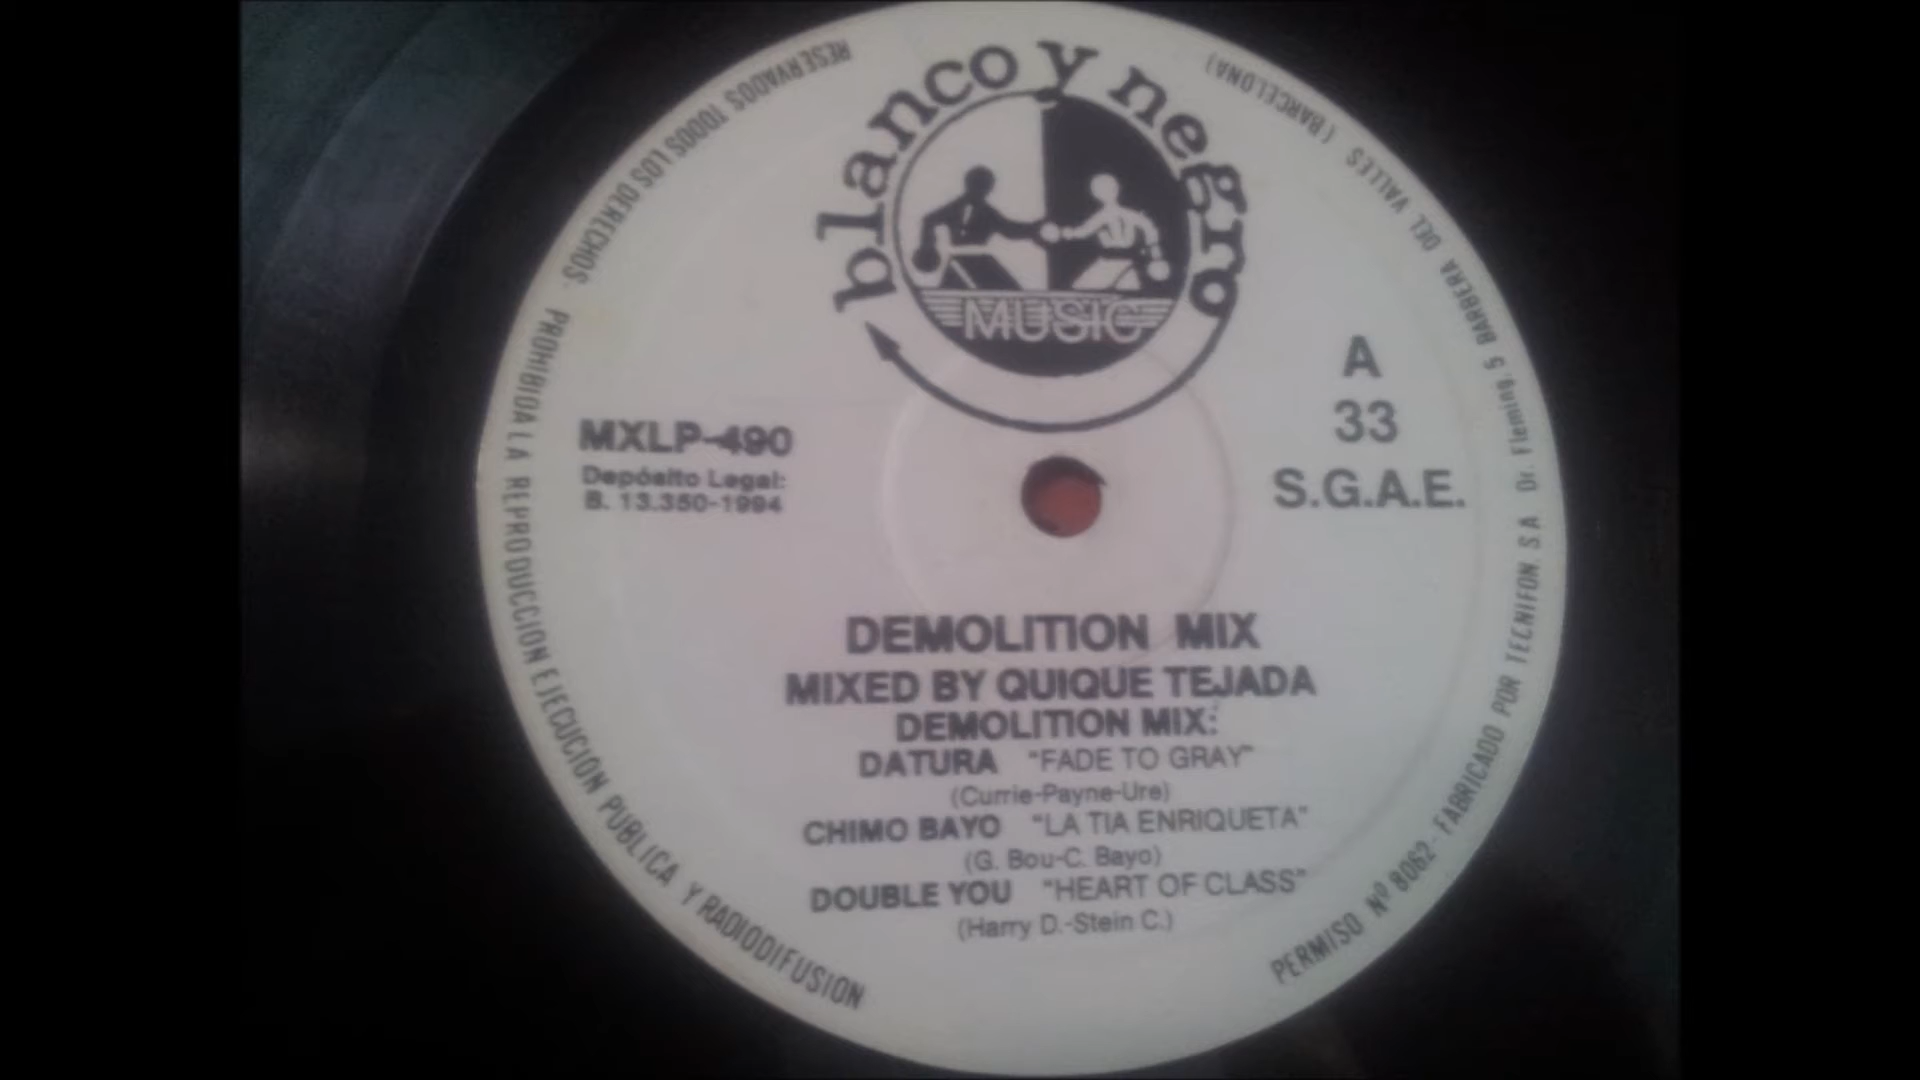 blanco y negro
MUSIC
RESERVADOS TODOS LOS DERECHOS. PROHIBIDA LA REPRODUCCION EJECUCION PUBLICA Y RADIODIFUSION
PERMISO Nº 8062 - FABRICADO POR TECNIFON, S.A. Dr. Fleming, 5 BARBERA DEL VALLES (BARCELONA)
MXLP-490
Depósito Legal:
B. 13.350-1994
A
33
S.G.A.E.
DEMOLITION MIX
MIXED BY QUIQUE TEJADA
DEMOLITION MIX:
DATURA "FADE TO GRAY"
(Currie-Payne-Ure)
CHIMO BAYO "LA TIA ENRIQUETA"
(G. Bou-C. Bayo)
DOUBLE YOU "HEART OF CLASS"
(Harry D.-Stein C.)